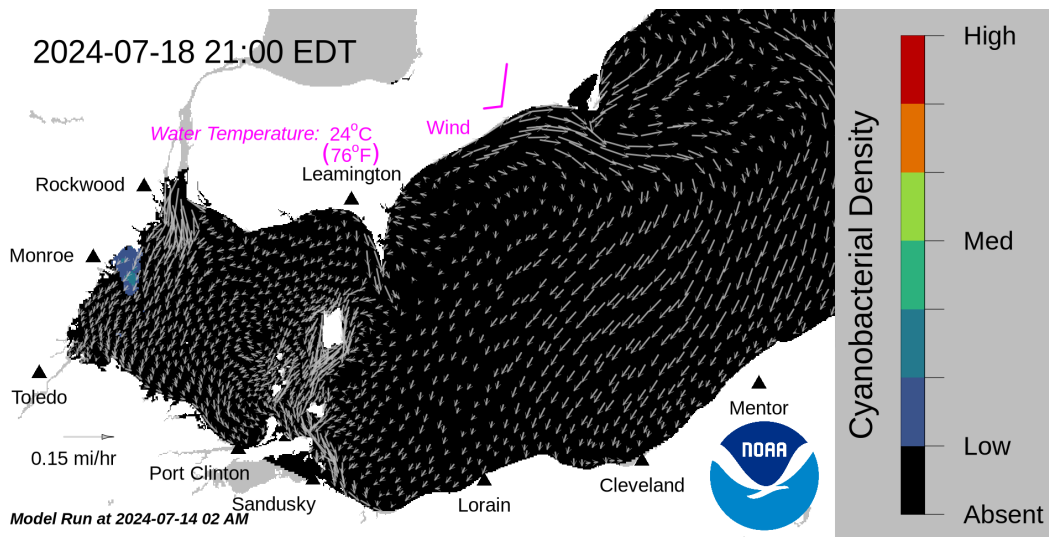 2024-07-18 21:00 EDT
High
Wind
Water Temperature: 24°C
(76°F)
Leamington
Rockwood
Monroe
Med
Cyanobacterial Density
Toledo
Mentor
0.15 mi/hr
NOAA
Low
Port Clinton
Cleveland
Sandusky
Lorain
Absent
Model Run at 2024-07-14 02 AM